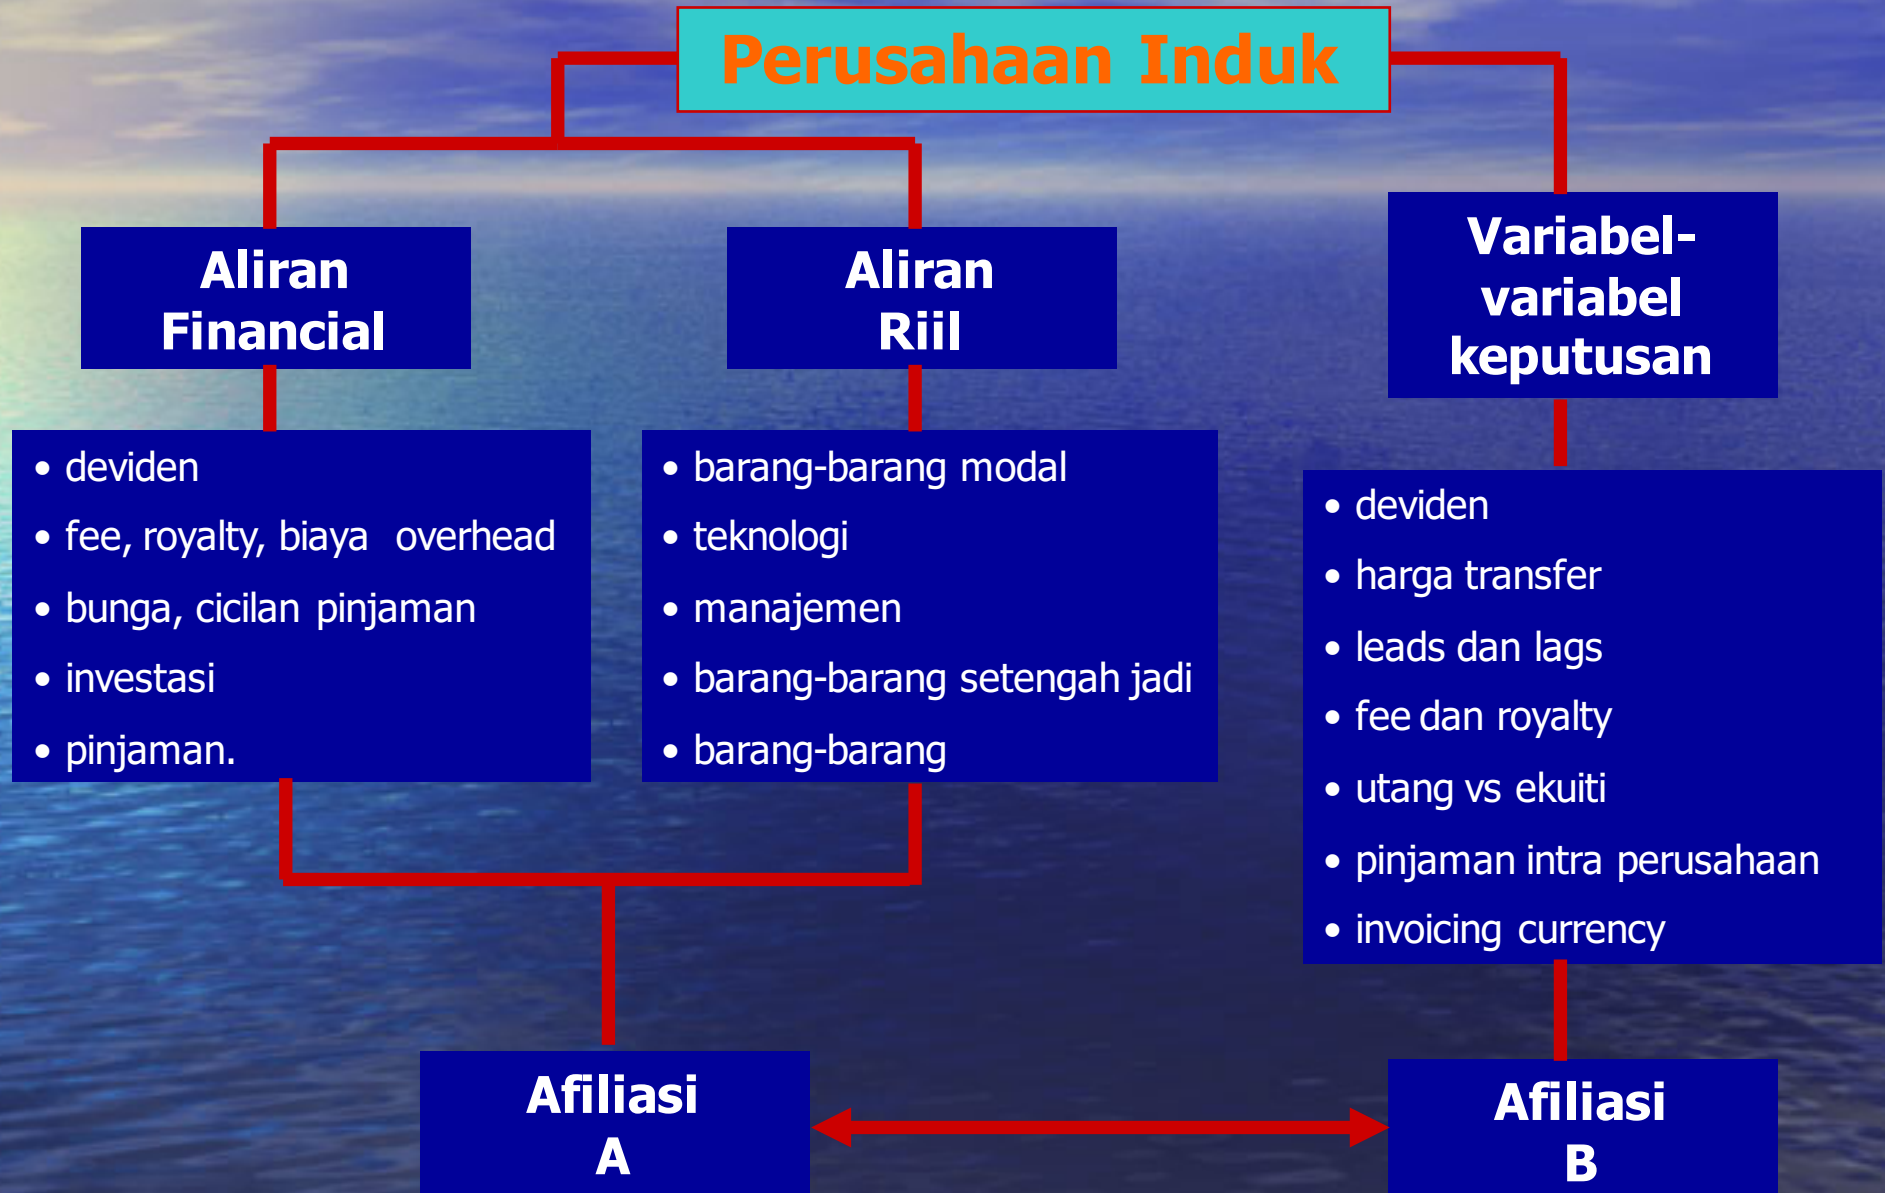 Perusahaan Induk
Aliran
Financial
Aliran
Riil
Variabel-
variabel
keputusan
• deviden
• fee, royalty, biaya overhead
• bunga, cicilan pinjaman
• investasi
• pinjaman.
• barang-barang modal
• teknologi
• manajemen
• barang-barang setengah jadi
• barang-barang
• deviden
• harga transfer
• leads dan lags
• fee dan royalty
• utang vs ekuiti
• pinjaman intra perusahaan
• invoicing currency
Afiliasi
A
Afiliasi
B